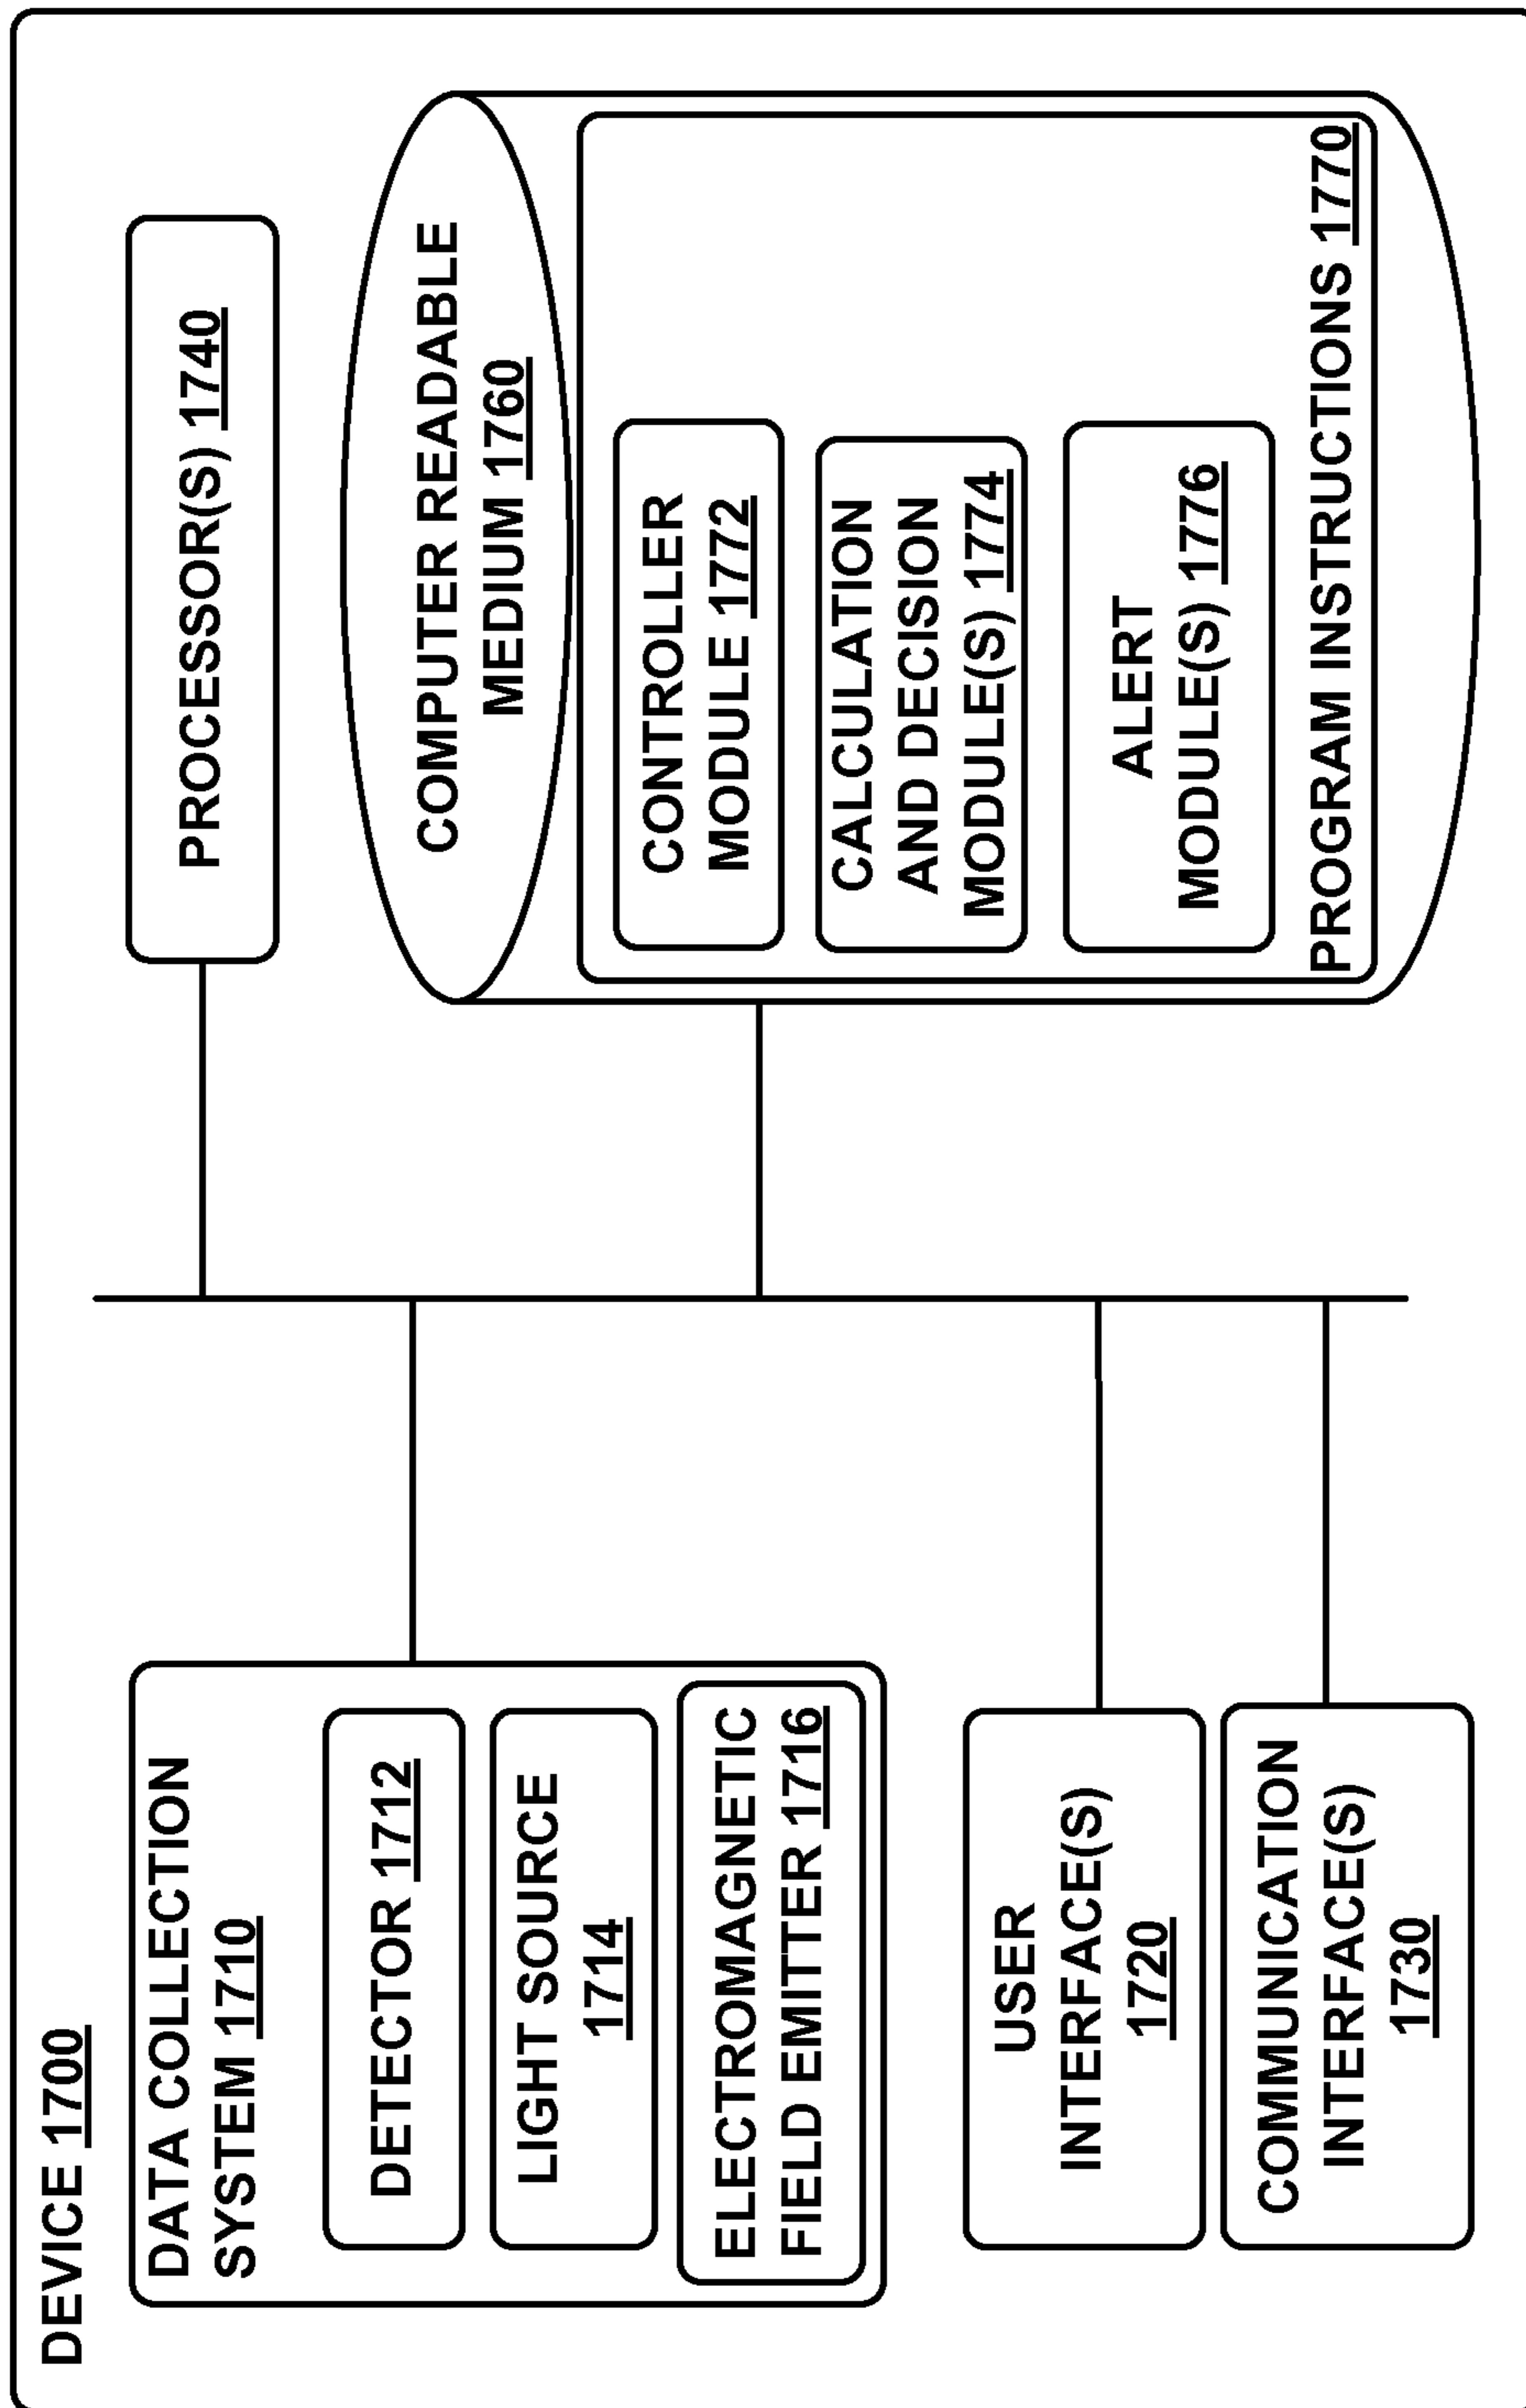 DEVICE 1700
DATA COLLECTION
SYSTEM 1710
DETECTOR 1712
LIGHT SOURCE
1714
ELECTROMAGNETIC
FIELD EMITTER 1716
USER
INTERFACE(S)
1720
COMMUNICATION
INTERFACE(S)
1730
PROCESSOR(S) 1740
COMPUTER READABLE
MEDIUM 1760
CONTROLLER
MODULE 1772
CALCULATION
AND DECISION
MODULE(S) 1774
ALERT
MODULE(S) 1776
PROGRAM INSTRUCTIONS 1770